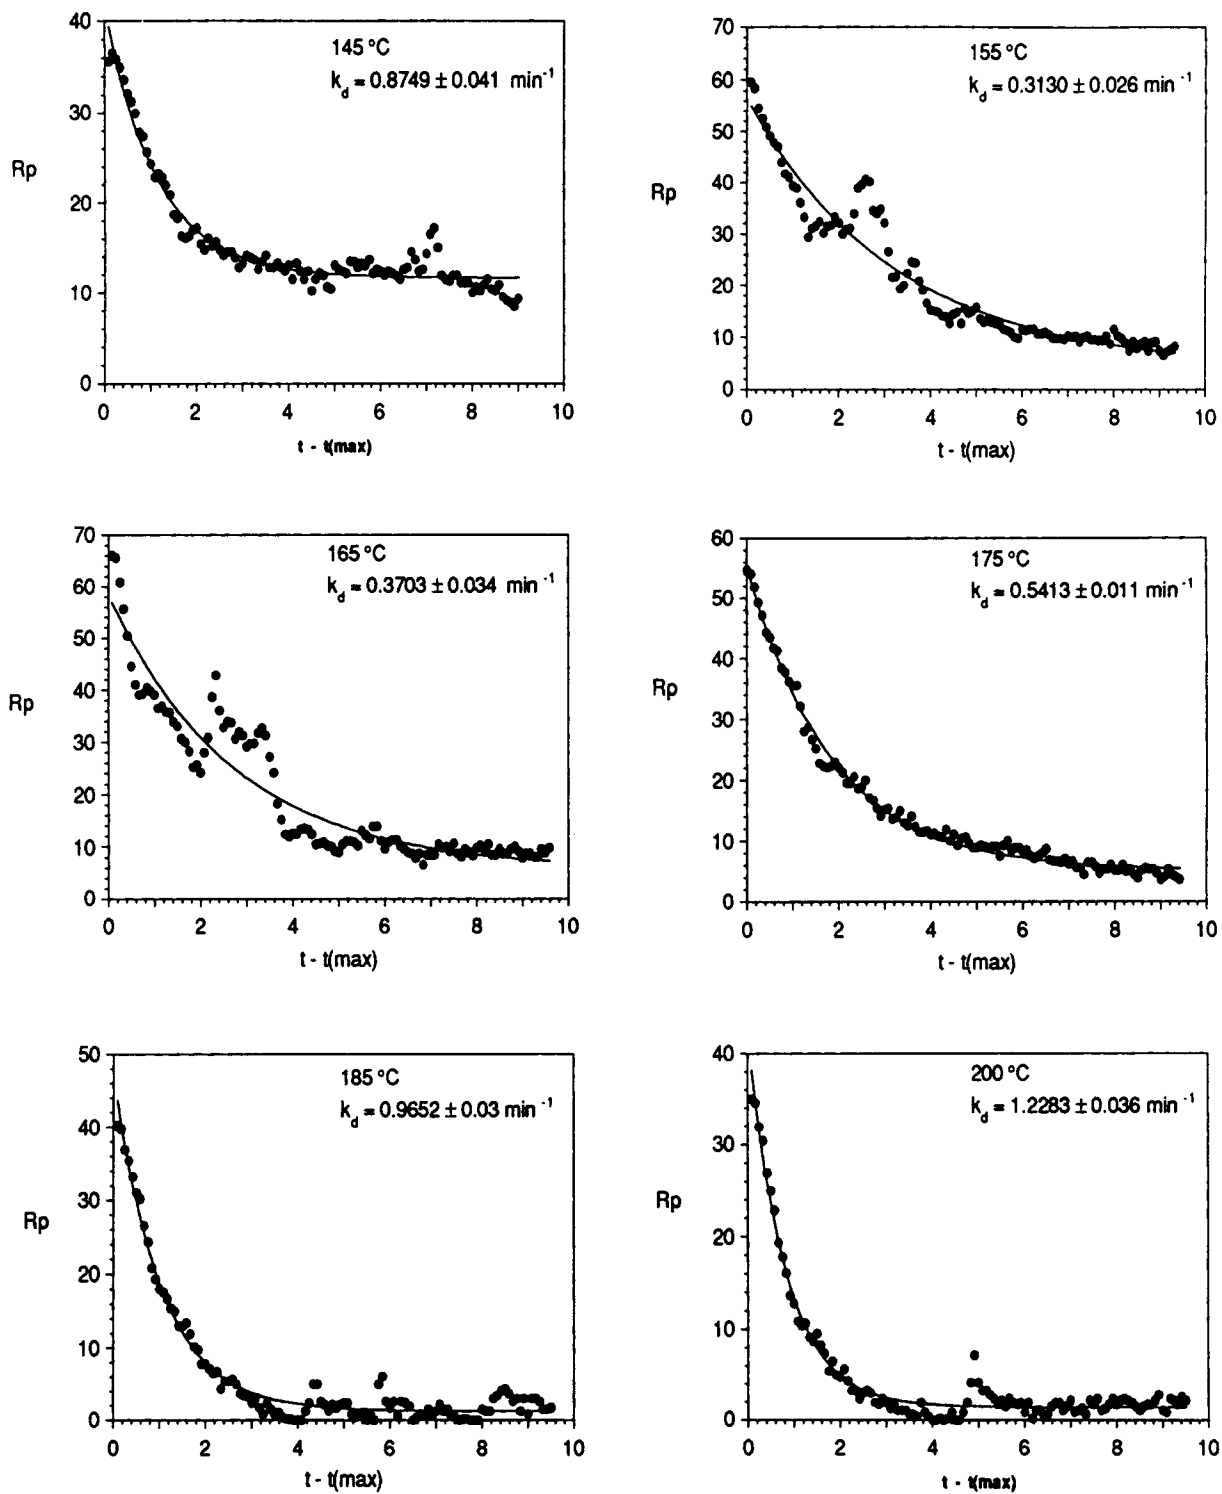 40
30
20
10
0
Rp
145 °C
k_d = 0.8749 ± 0.041 min⁻¹
0 2 4 6 8 10
t - t(max)
70
60
50
40
30
20
10
0
Rp
155 °C
k_d = 0.3130 ± 0.026 min⁻¹
0 2 4 6 8 10
t - t(max)
70
60
50
40
30
20
10
0
Rp
165 °C
k_d = 0.3703 ± 0.034 min⁻¹
0 2 4 6 8 10
t - t(max)
60
50
40
30
20
10
0
Rp
175 °C
k_d = 0.5413 ± 0.011 min⁻¹
0 2 4 6 8 10
t - t(max)
50
40
30
20
10
0
Rp
185 °C
k_d = 0.9652 ± 0.03 min⁻¹
0 2 4 6 8 10
t - t(max)
40
30
20
10
0
Rp
200 °C
k_d = 1.2283 ± 0.036 min⁻¹
0 2 4 6 8 10
t - t(max)